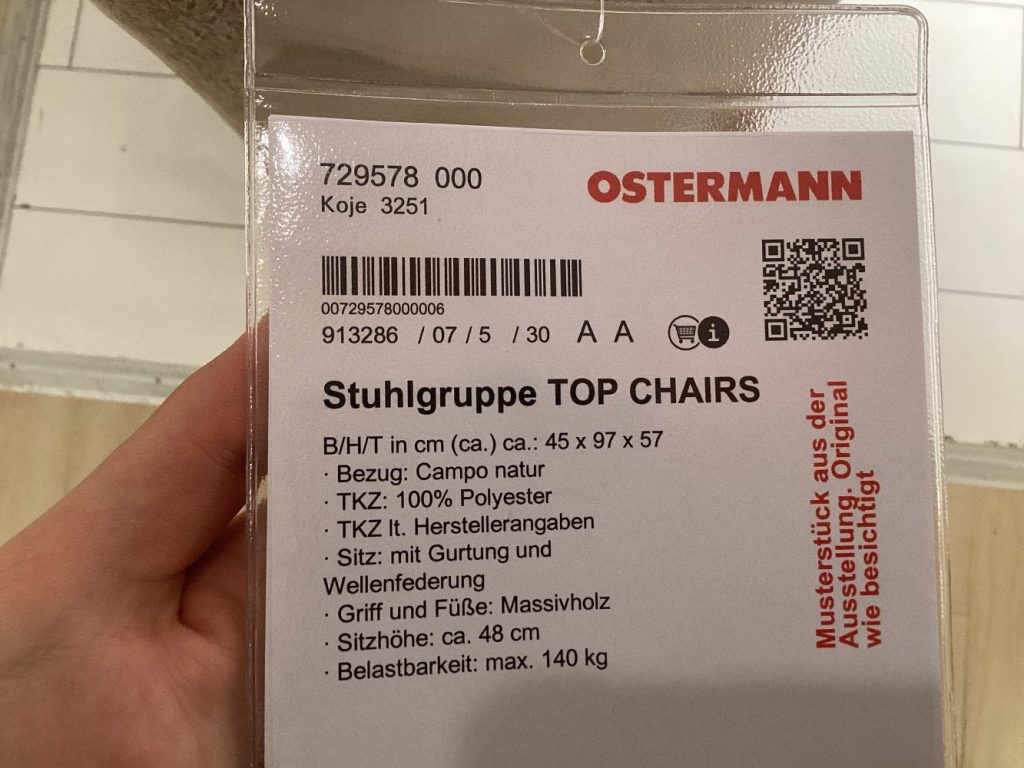 729578 000
Koje 3251
OSTERMANN
00729578000006
913286 / 07 / 5 / 30 A A
i
Stuhlgruppe TOP CHAIRS
B/H/T in cm (ca.) ca.: 45 x 97 x 57
· Bezug: Campo natur
· TKZ: 100% Polyester
· TKZ lt. Herstellerangaben
· Sitz: mit Gurtung und
Wellenfederung
· Griff und Füße: Massivholz
· Sitzhöhe: ca. 48 cm
· Belastbarkeit: max. 140 kg
Musterstück aus der
Ausstellung. Original
wie besichtigt